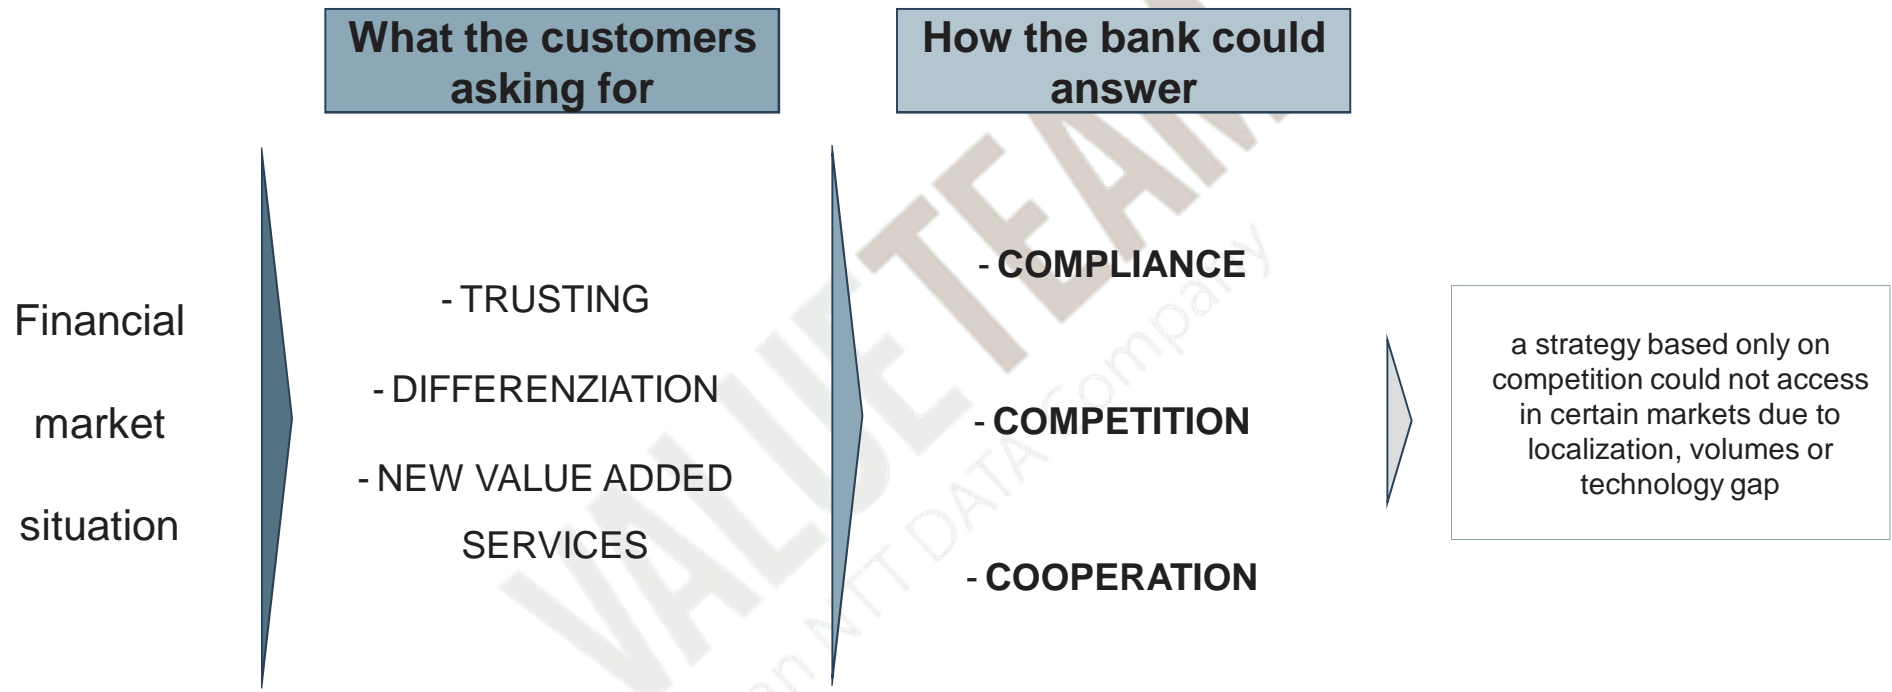 What the customers
asking for
How the bank could
answer
Financial
market
situation
- TRUSTING
- DIFFERENZIATION
- NEW VALUE ADDED
SERVICES
- COMPLIANCE
- COMPETITION
- COOPERATION
a strategy based only on
competition could not access
in certain markets due to
localization, volumes or
technology gap
VALUETEAM
an NTT DATA Company